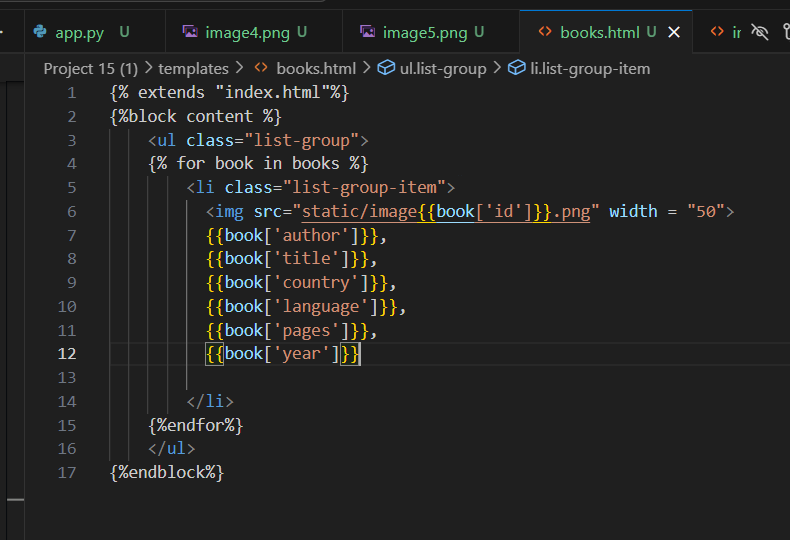 app.py U image4.png U image5.png U books.html U
Project 15 (1) > templates > books.html > ul.list-group > li.list-group-item
1 {% extends "index.html"%}
2 {%block content %}
3 <ul class="list-group">
4 {% for book in books %}
5 <li class="list-group-item">
6 <img src="static/image{{book['id']}}.png" width = "50">
7 {{book['author']}},
8 {{book['title']}},
9 {{book['country']}},
10 {{book['language']}},
11 {{book['pages']}},
12 {{book['year']}}
13
14 </li>
15 {%endfor%}
16 </ul>
17 {%endblock%}